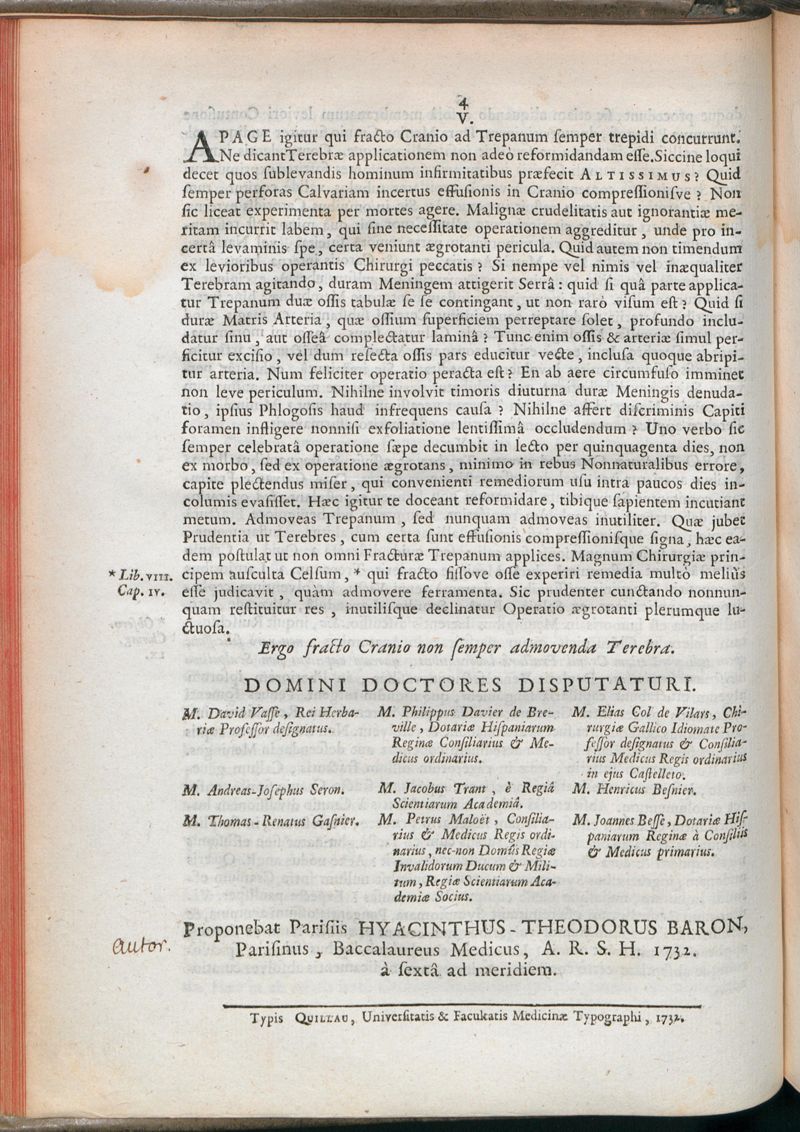 4
V.
APAGE igitur qui fracto Cranio ad Trepanum ſemper trepidi concurrunt.
Ne dicant Terebræ applicationem non adeò reformidandam eſſe. Siccine loqui
decet quos ſublevandis hominum infirmitatibus præfecit ALTISSIMUS? Quid
ſemper perforas Calvariam incertus effuſionis in Cranio compreſſioniſve? Non
ſic liceat experimenta per mortes agere. Malignæ crudelitatis aut ignorantiæ me-
ritam incurrit labem, qui ſine neceſſitate operationem aggreditur, unde pro in-
certâ levaminis ſpe, certa veniunt ægrotanti pericula. Quid autem non timendum
ex levioribus operantis Chirurgi peccatis? Si nempe vel nimis vel inæqualiter
Terebram agitando, duram Meningem attigerit Serrâ: quid ſi quâ parte applica-
tur Trepanum duæ oſſis tabulæ ſe ſe contingant, ut non rarò viſum eſt? Quid ſi
duræ Matris Arteria, quæ oſſium ſuperficiem perreptare ſolet, profundo inclu-
datur ſinu, aut oſſeâ complectatur laminâ? Tunc enim oſſis & arteriæ ſimul per-
ficitur exciſio, vel dum reſecta oſſis pars educitur vecte, incluſa quoque abripi-
tur arteria. Num feliciter operatio peracta eſt? En ab aere circumfuſo imminet
non leve periculum. Nihilne involvit timoris diuturna duræ Meningis denuda-
tio, ipſius Phlogoſis haud infrequens cauſa? Nihilne affert diſcriminis Capiti
foramen infligere nonniſi exfoliatione lentiſſimâ occludendum? Uno verbo ſic
ſemper celebratâ operatione ſæpe decumbit in lecto per quinquagenta dies, non
ex morbo, ſed ex operatione ægrotans, minimo in rebus Nonnaturalibus errore,
capite plectendus miſer, qui convenienti remediorum uſu intra paucos dies in-
columis evaſiſſet. Hæc igitur te doceant reformidare, tibique ſapientem incutiant
metum. Admoveas Trepanum, ſed nunquam admoveas inutiliter. Quæ jubet
Prudentia ut Terebres, cum certa ſunt effuſionis compreſſioniſque ſigna, hæc ea-
dem poſtulat ut non omni Fracturæ Trepanum applices. Magnum Chirurgiæ prin-
* Lib. VIII. cipem auſculta Celſum, * qui fracto fiſſove oſſe experiri remedia multò meliùs
Cap. IV. eſſe judicavit, quàm admovere ferramenta. Sic prudenter cunctando nonnun-
quam reſtituitur res, inutiliſque declinatur Operatio ægrotanti plerumque lu-
ctuoſa.
Ergo fracto Cranio non ſemper admovenda Terebra.
DOMINI DOCTORES DISPUTATURI.
M. David Vaſſe, Rei Herba-
riæ Profeſſor deſignatus.
M. Philippus Davier de Bre-
ville, Dotariæ Hiſpaniarum
Reginæ Conſiliarius & Me-
dicus ordinarius.
M. Elias Col de Vilars, Chi-
rurgiæ Gallico Idiomate Pro-
feſſor deſignatus & Conſilia-
rius Medicus Regis ordinarius
in ejus Caſtelleto.
M. Andreas-Joſephus Seron.
M. Jacobus Trant, è Regiâ
Scientiarum Academiâ.
M. Henricus Beſnier.
M. Thomas-Renatus Gaſnier.
M. Petrus Maloët, Conſilia-
rius & Medicus Regis ordi-
narius, nec-non Domûs Regiæ
Invalidorum Ducum & Mili-
tum, Regiæ Scientiarum Aca-
demiæ Socius.
M. Joannes Beſſe, Dotariæ Hiſ-
paniarum Reginæ à Conſiliis
& Medicus primarius.
Proponebat Pariſiis HYACINTHUS-THEODORUS BARON,
autor. Pariſinus, Baccalaureus Medicus, A. R. S. H. 1732.
à ſextâ ad meridiem.
Typis QUILLAU, Univerſitatis & Facultatis Medicinæ Typographi, 1732.